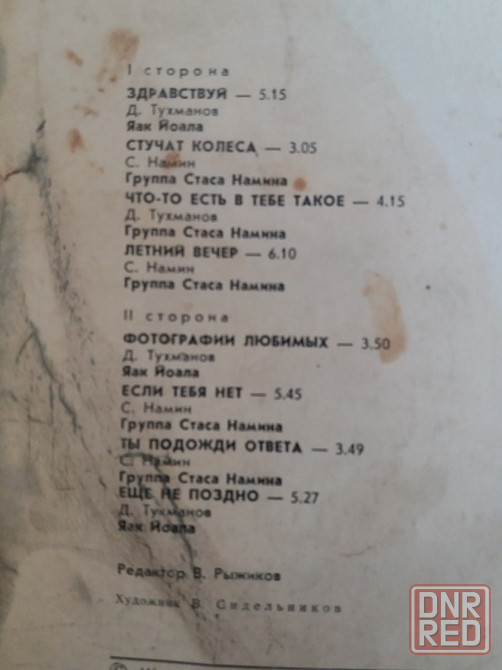 I сторона
ЗДРАВСТВУЙ — 5.15
Д. Тухманов
Яак Йоала
СТУЧАТ КОЛЕСА — 3.05
С. Намин
Группа Стаса Намина
ЧТО-ТО ЕСТЬ В ТЕБЕ ТАКОЕ — 4.15
Д. Тухманов
Группа Стаса Намина
ЛЕТНИЙ ВЕЧЕР — 6.10
С. Намин
Группа Стаса Намина
II сторона
ФОТОГРАФИИ ЛЮБИМЫХ — 3.50
Д. Тухманов
Яак Йоала
ЕСЛИ ТЕБЯ НЕТ — 5.45
С. Намин
Группа Стаса Намина
ТЫ ПОДОЖДИ ОТВЕТА — 3.49
С. Намин
Группа Стаса Намина
ЕЩЕ НЕ ПОЗДНО — 5.27
Д. Тухманов
Яак Йоала
Редактор В. Рыжиков
Художник В. Сидельников
©
DNR
RED